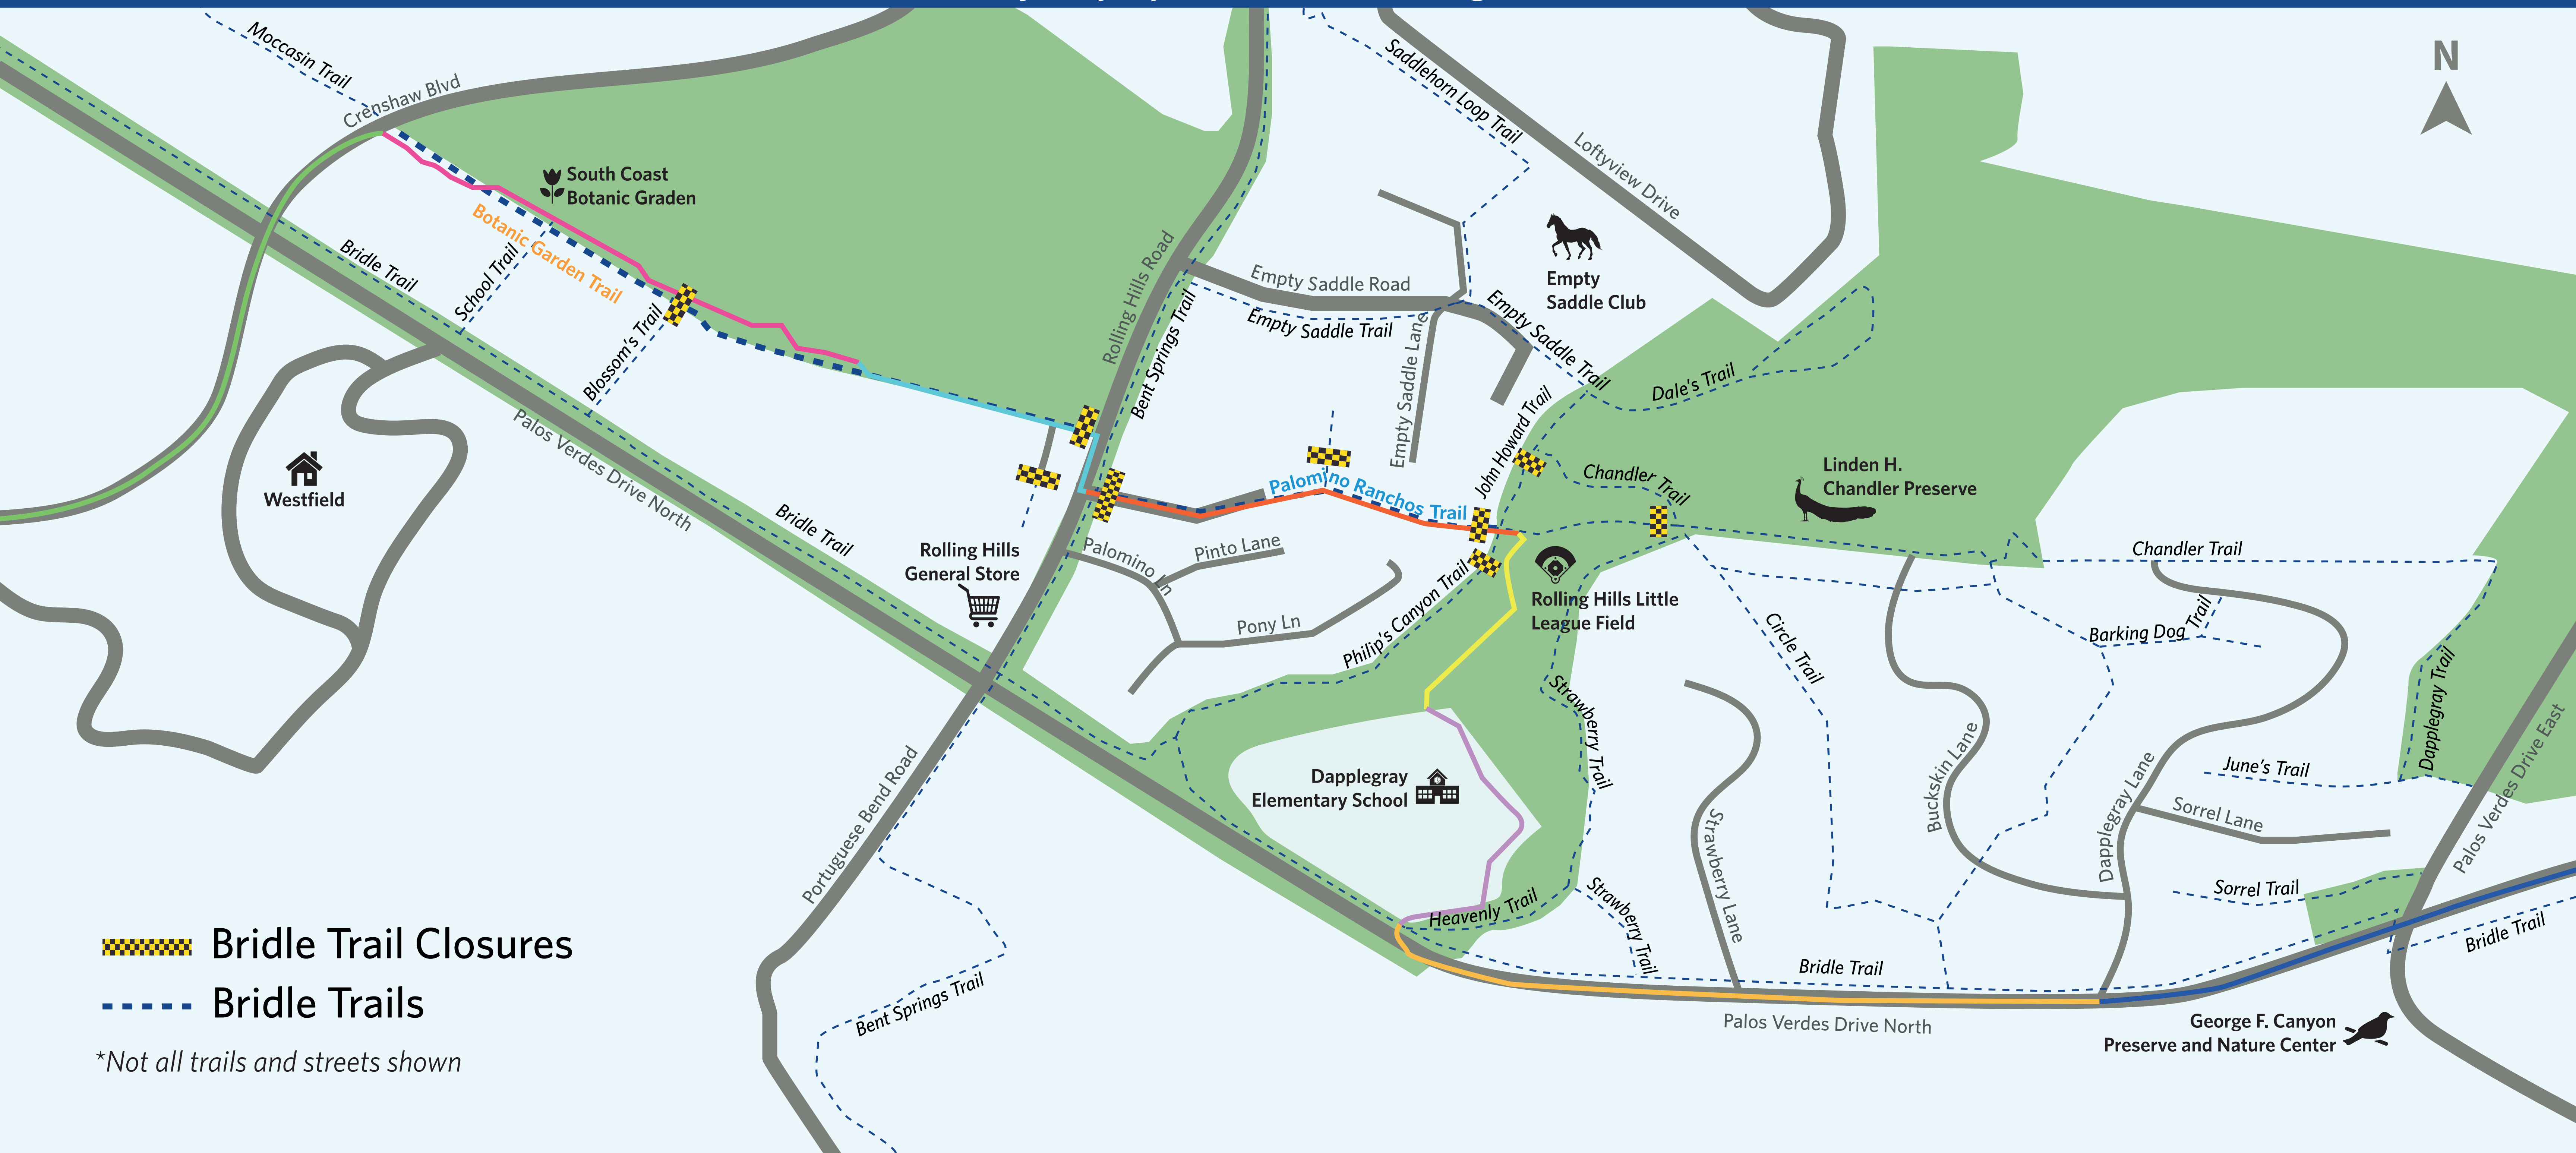 Moccasin Trail
Crenshaw Blvd
Saddlehorn Loop Trail
Loftyview Drive
N
South Coast
Botanic Graden
Botanic Garden Trail
Bridle Trail
School Trail
Blossom's Trail
Rolling Hills Road
Bent Springs Trail
Empty Saddle Road
Empty Saddle Trail
Empty Saddle Lane
Empty Saddle Trail
Empty
Saddle Club
Dale's Trail
John Howard Trail
Chandler Trail
Linden H.
Chandler Preserve
Palomino Ranchos Trail
Westfield
Palos Verdes Drive North
Bridle Trail
Rolling Hills
General Store
Palomino Ln
Pinto Lane
Pony Ln
Philip's Canyon Trail
Rolling Hills Little
League Field
Circle Trail
Chandler Trail
Barking Dog Trail
Dapplegray Trail
Strawberry Trail
Dapplegray
Elementary School
Portuguese Bend Road
Buckskin Lane
Dapplegray Lane
June's Trail
Sorrel Lane
Palos Verdes Drive East
Strawberry Lane
Heavenly Trail
Strawberry Trail
Sorrel Trail
Bridle Trail
Bridle Trail
Bent Springs Trail
Palos Verdes Drive North
George F. Canyon
Preserve and Nature Center
Bridle Trail Closures
Bridle Trails
*Not all trails and streets shown